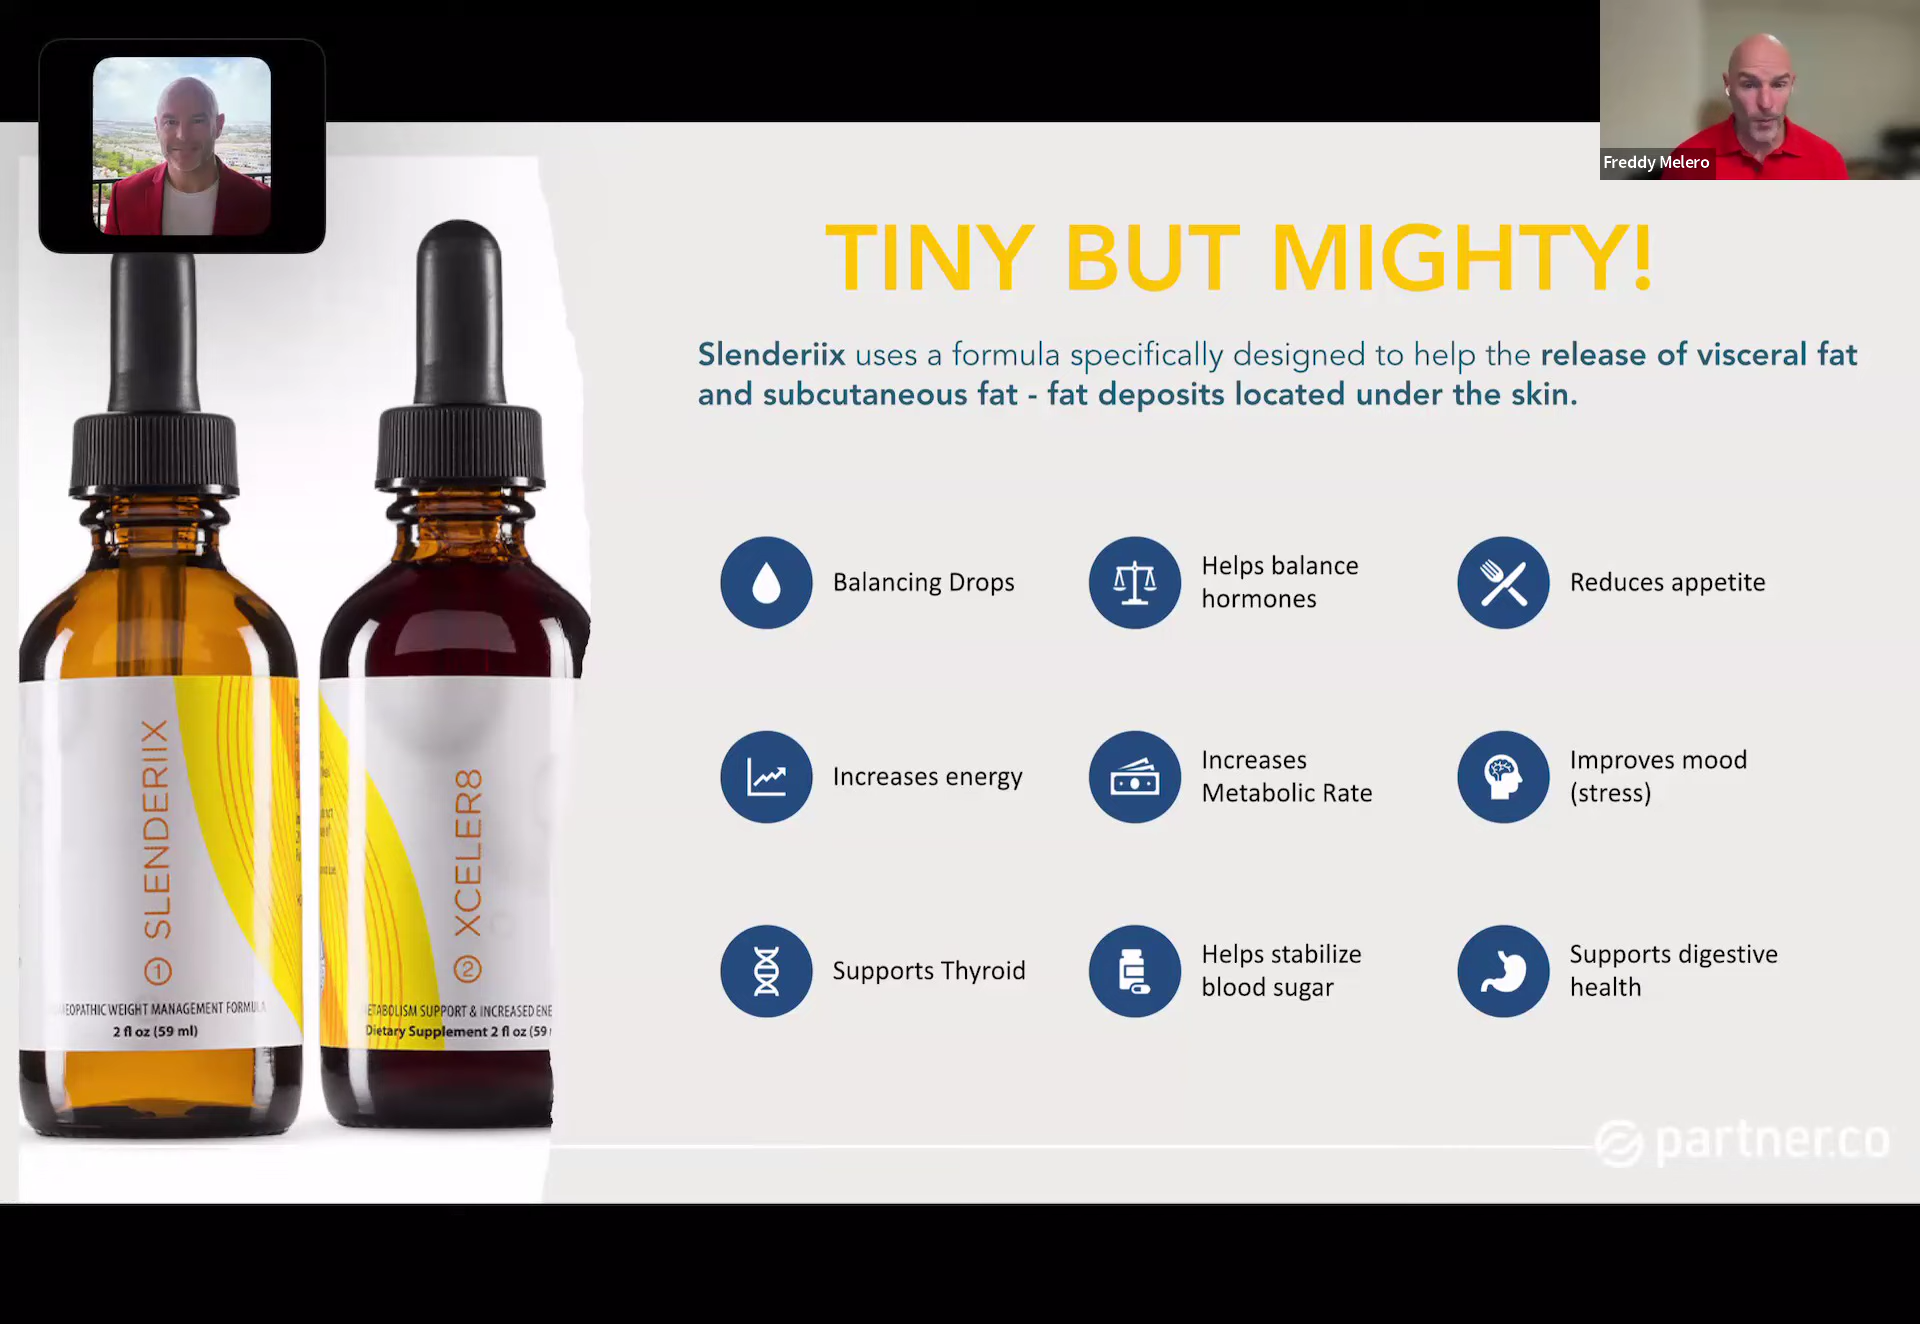 Freddy Melero
TINY BUT MIGHTY!
Slenderiix uses a formula specifically designed to help the release of visceral fat
and subcutaneous fat - fat deposits located under the skin.
Balancing Drops
Helps balance
hormones
Reduces appetite
Increases energy
Increases
Metabolic Rate
Improves mood
(stress)
Supports Thyroid
Helps stabilize
blood sugar
Supports digestive
health
① SLENDERIIX
WEIGHT MANAGEMENT FORMULA
2 fl oz (59 ml)
② XCELER8
SUPPORT & INCREASED
Dietary Supplement 2 fl oz (59
partner.co